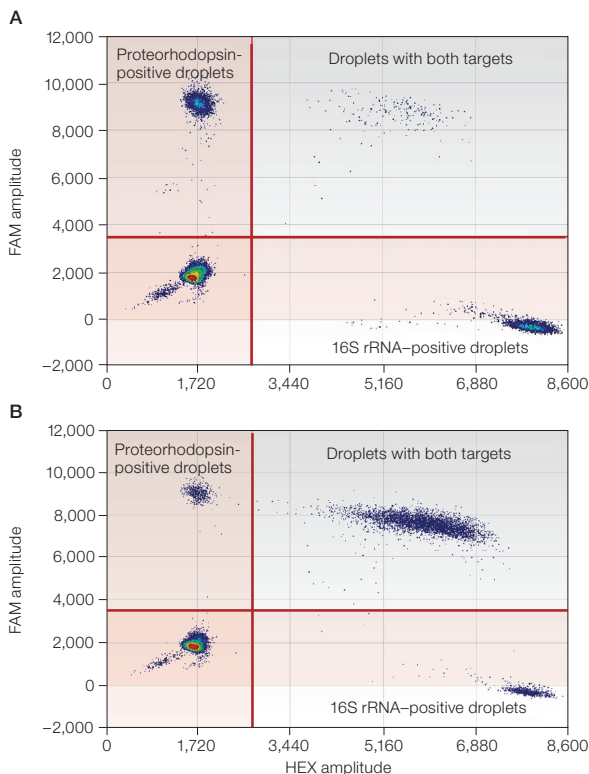 A
12,000
10,000
8,000
6,000
4,000
2,000
0
−2,000
FAM amplitude
Proteorhodopsin-
positive droplets
Droplets with both targets
16S rRNA–positive droplets
0 1,720 3,440 5,160 6,880 8,600
B
12,000
10,000
8,000
6,000
4,000
2,000
0
−2,000
FAM amplitude
Proteorhodopsin-
positive droplets
Droplets with both targets
16S rRNA–positive droplets
0 1,720 3,440 5,160 6,880 8,600
HEX amplitude